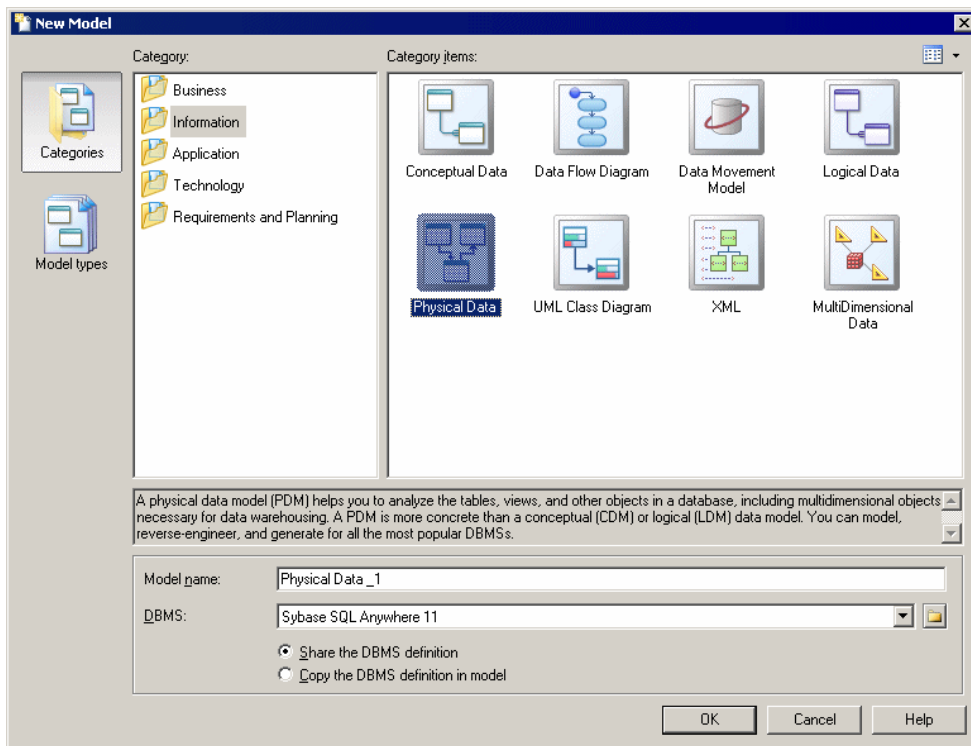 New Model
Category:
Category items:
Categories
Model types
Business
Information
Application
Technology
Requirements and Planning
Conceptual Data
Data Flow Diagram
Data Movement
Model
Logical Data
Physical Data
UML Class Diagram
XML
MultiDimensional
Data
A physical data model (PDM) helps you to analyze the tables, views, and other objects in a database, including multidimensional objects
necessary for data warehousing. A PDM is more concrete than a conceptual (CDM) or logical (LDM) data model. You can model,
reverse-engineer, and generate for all the most popular DBMSs.
Model name:
Physical Data _1
DBMS:
Sybase SQL Anywhere 11
Share the DBMS definition
Copy the DBMS definition in model
OK
Cancel
Help